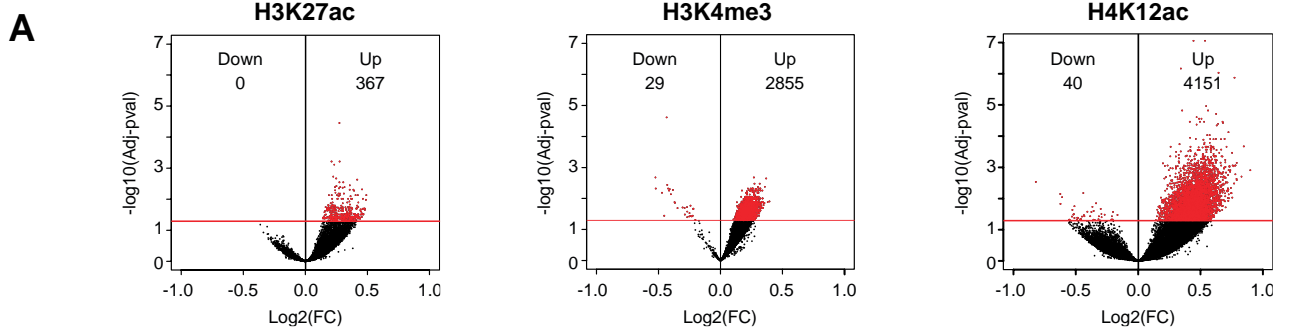 A
H3K27ac
7
5
3
1
0
Down
0
Up
367
-log10(Adj-pval)
-1.0
-0.5
0.0
0.5
1.0
Log2(FC)
H3K4me3
7
5
3
1
0
Down
29
Up
2855
-log10(Adj-pval)
-1.0
-0.5
0.0
0.5
1.0
Log2(FC)
H4K12ac
7
5
3
1
0
Down
40
Up
4151
-log10(Adj-pval)
-1.0
-0.5
0.0
0.5
1.0
Log2(FC)